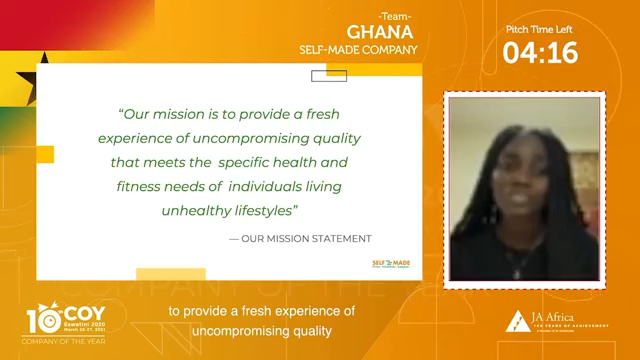 -Team-
GHANA
SELF-MADE COMPANY
Pitch Time Left
04:16
“Our mission is to provide a fresh
experience of uncompromising quality
that meets the specific health and
fitness needs of individuals living
unhealthy lifestyles”
— OUR MISSION STATEMENT
SELF MADE
to provide a fresh experience of
uncompromising quality
10 COY
Eswatini 2020
COMPANY OF THE YEAR
JA Africa